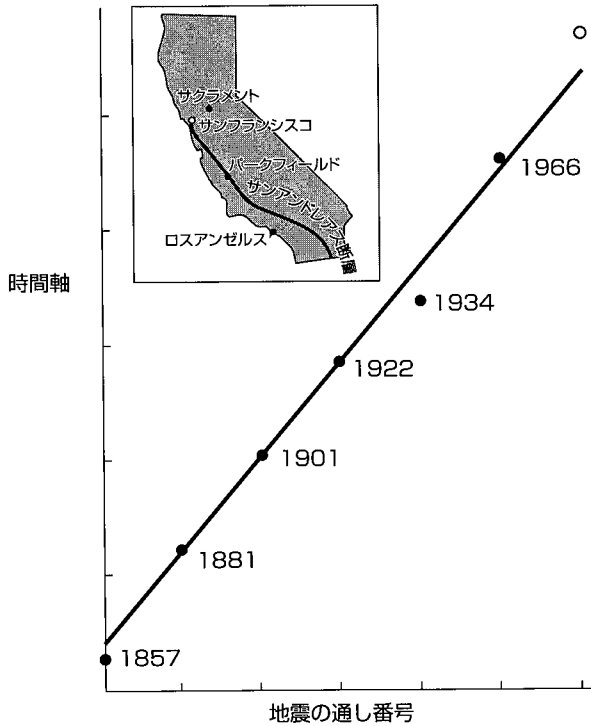 サクラメント
サンフランシスコ
パークフィールド
サンアンドレアス断層
ロスアンゼルス
時間軸
1966
1934
1922
1901
1881
1857
地震の通し番号